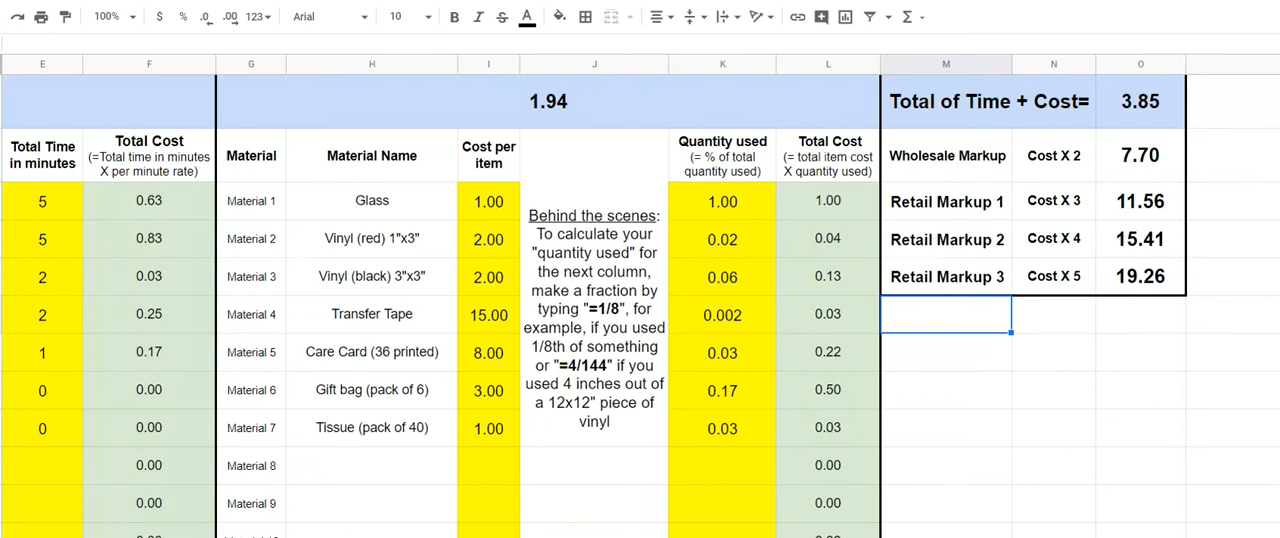 100% $ % .0 .00 123 Arial 10 B I S A Σ
E F G H I J K L M N O
1.94 Total of Time + Cost= 3.85
Total Time
in minutes
Total Cost
(=Total time in minutes
X per minute rate)
Material
Material Name
Cost per
item
Quantity used
(= % of total
quantity used)
Total Cost
(= total item cost
X quantity used)
Wholesale Markup Cost X 2 7.70
5 0.63 Material 1 Glass 1.00 1.00 1.00 Retail Markup 1 Cost X 3 11.56
5 0.83 Material 2 Vinyl (red) 1"x3" 2.00 0.02 0.04 Retail Markup 2 Cost X 4 15.41
2 0.03 Material 3 Vinyl (black) 3"x3" 2.00 0.06 0.13 Retail Markup 3 Cost X 5 19.26
2 0.25 Material 4 Transfer Tape 15.00 0.002 0.03
1 0.17 Material 5 Care Card (36 printed) 8.00 0.03 0.22
0 0.00 Material 6 Gift bag (pack of 6) 3.00 0.17 0.50
0 0.00 Material 7 Tissue (pack of 40) 1.00 0.03 0.03
0.00 Material 8 0.00
0.00 Material 9 0.00
Behind the scenes:
To calculate your
"quantity used" for
the next column,
make a fraction by
typing "=1/8", for
example, if you used
1/8th of something
or "=4/144" if you
used 4 inches out of
a 12x12" piece of
vinyl